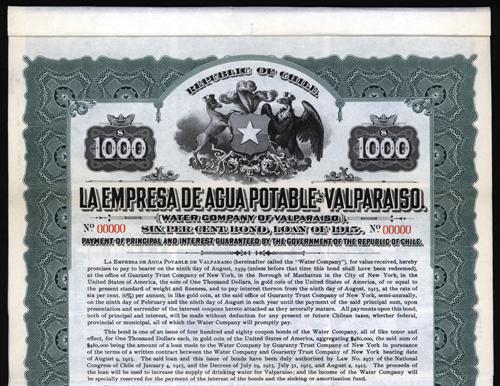 REPUBLIC OF CHILE.
$ 1000
$ 1000
LA EMPRESA DE AGUA POTABLE DE VALPARAISO,
(WATER COMPANY OF VALPARAISO),
Nº 00000
SIX PER CENT BOND, LOAN OF 1915,
Nº 00000
PAYMENT OF PRINCIPAL AND INTEREST GUARANTEED BY THE GOVERNMENT OF THE REPUBLIC OF CHILE.
LA EMPRESA DE AGUA POTABLE DE VALPARAISO (hereinafter called the "Water Company"), for value received, hereby
promises to pay to bearer on the ninth day of August, 1939 (unless before that time this bond shall have been redeemed), at the
office of Guaranty Trust Company of New York, in the Borough of Manhattan in the City of New York, in the
United States of America, the sum of One Thousand Dollars, in gold coin of the United States of America, of or equal to
the present standard of weight and fineness, and to pay interest thereon from the ninth day of August, 1915, at the rate of
six per cent. (6%) per annum, in like gold coin, at the said office of Guaranty Trust Company of New York, semi-annually,
on the ninth day of February and the ninth day of August in each year until the payment of the said principal sum, upon
presentation and surrender of the interest coupons hereto attached as they severally mature. All payments upon this bond,
both of principal and interest, will be made without deduction for any present or future Chilean taxes, whether federal,
provincial or municipal, all of which the Water Company will promptly pay.
This bond is one of an issue of four hundred and eighty coupon bonds of the Water Company, all of like tenor and
effect, for One Thousand Dollars each, in gold coin of the United States of America, aggregating $480,000, the said sum of
$480,000 being the amount of a loan made to the Water Company by Guaranty Trust Company of New York in pursuance
of the terms of a written contract between the Water Company and Guaranty Trust Company of New York bearing date
of August 9, 1915. The said loan and this issue of bonds have been duly authorized by Law No. 2971 of the National
Congress of Chile of January 4, 1915, and the Decrees of July 19, 1915, July 31, 1915, and August 2, 1915. The proceeds of
the loan will be used to increase the supply of drinking water for Valparaiso; and the income of the Water Company will
be specially reserved for the payment of the interest of the bonds and the sinking or amortisation fund.